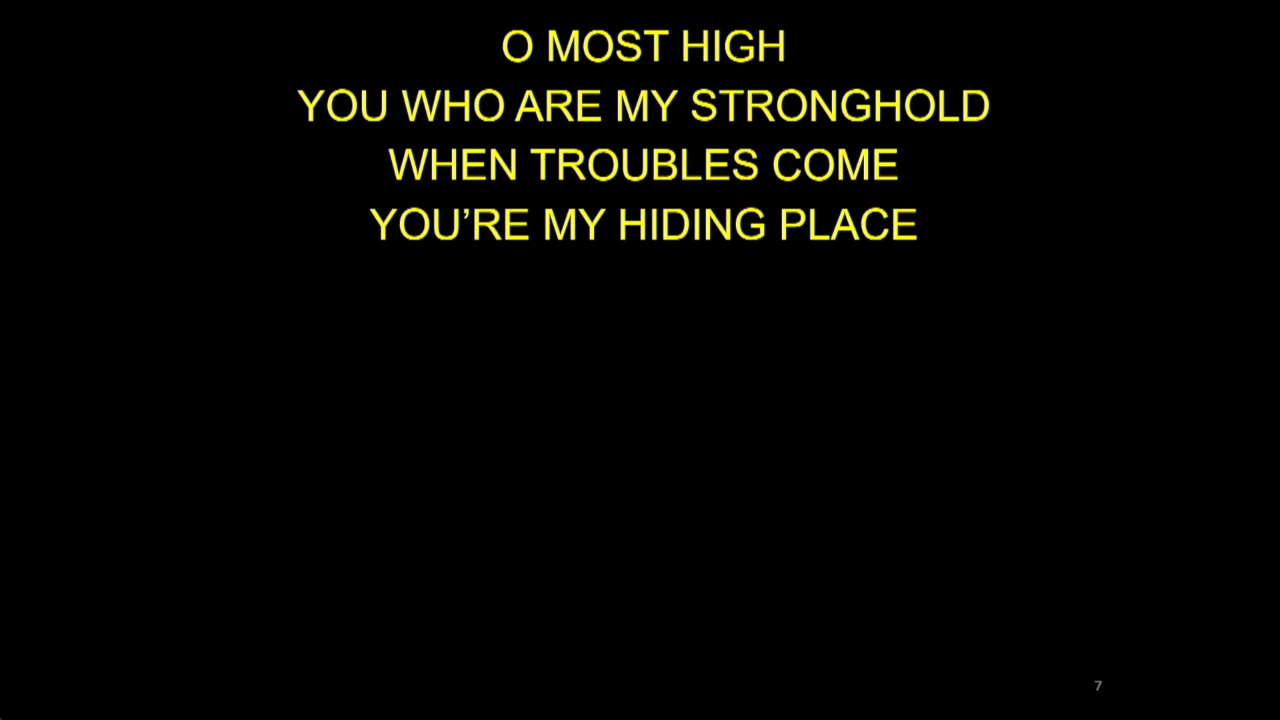 O MOST HIGH
YOU WHO ARE MY STRONGHOLD
WHEN TROUBLES COME
YOU’RE MY HIDING PLACE
7